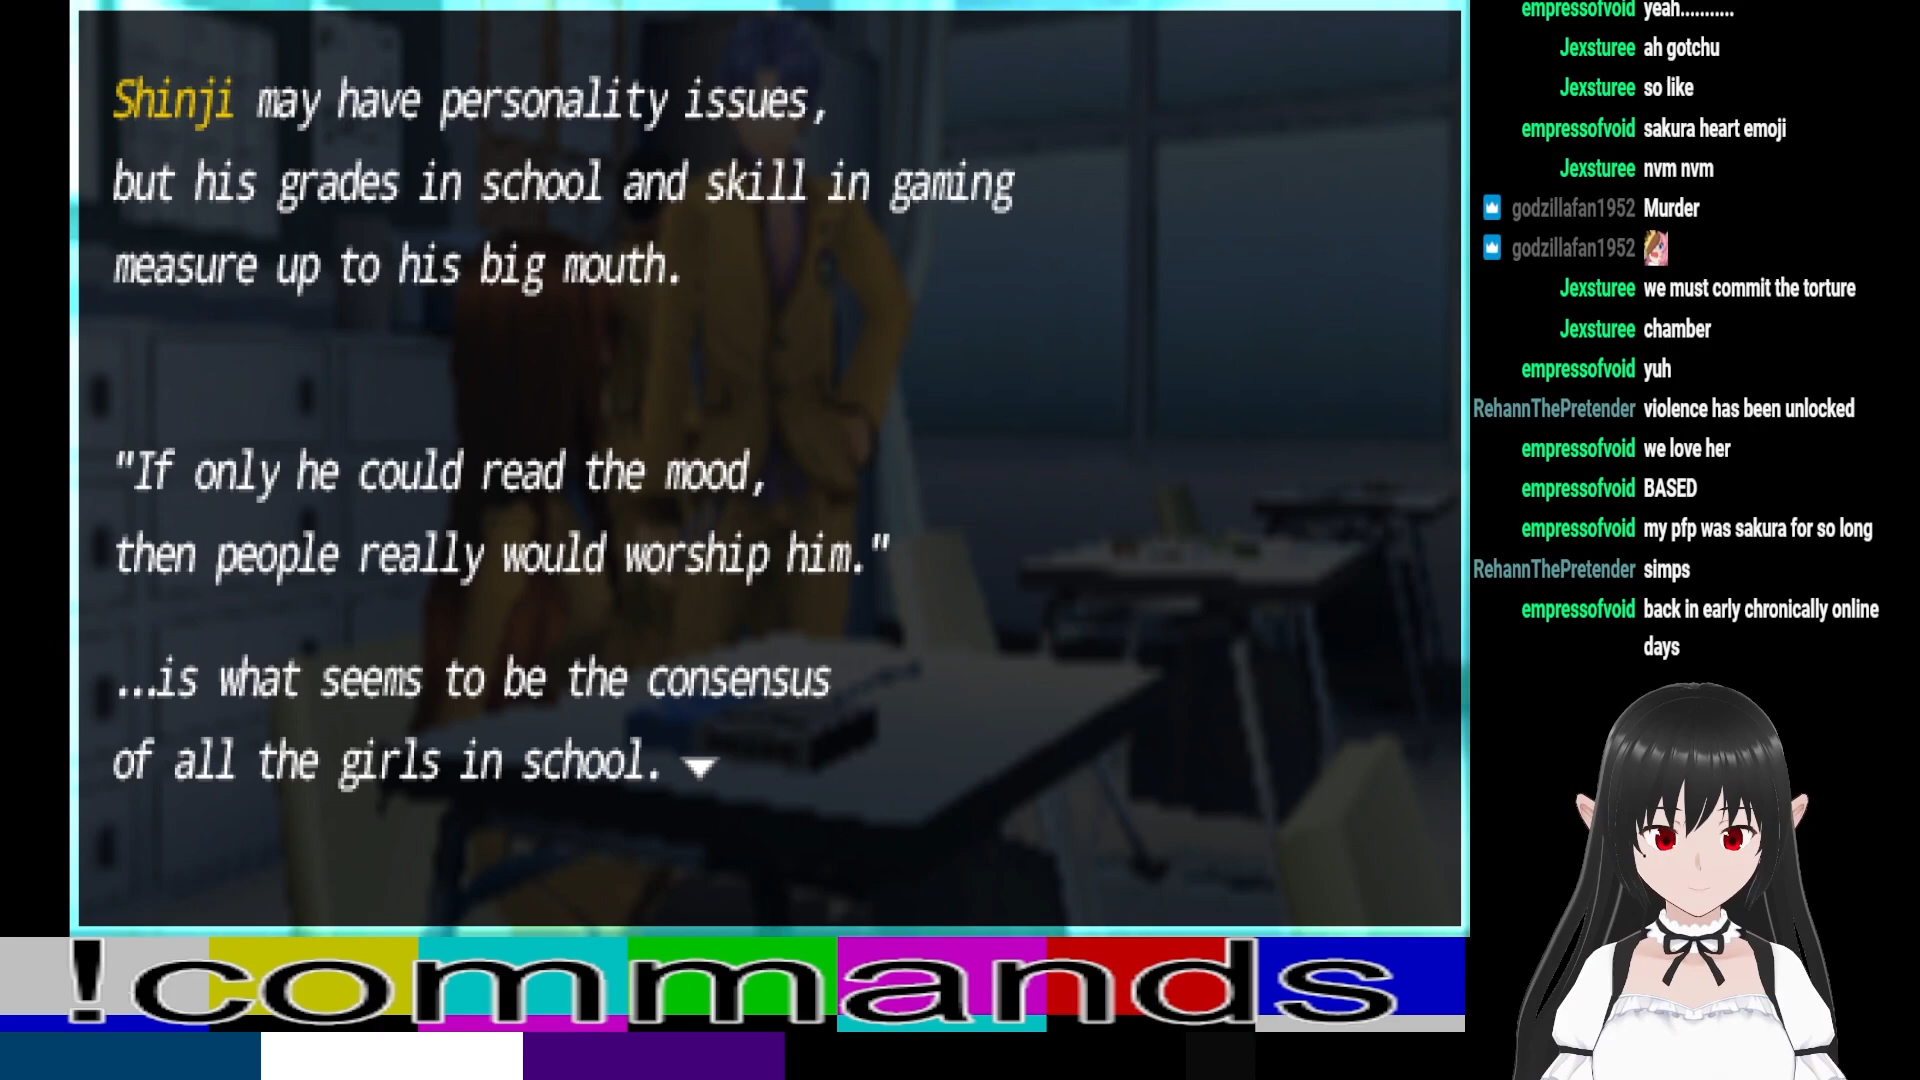 Shinji may have personality issues,
but his grades in school and skill in gaming
measure up to his big mouth.
"If only he could read the mood,
then people really would worship him."
...is what seems to be the consensus
of all the girls in school.
empressofvoid yeah...........
Jexsturee ah gotchu
Jexsturee so like
empressofvoid sakura heart emoji
Jexsturee nvm nvm
godzillafan1952 Murder
godzillafan1952
Jexsturee we must commit the torture
Jexsturee chamber
empressofvoid yuh
RehannThePretender violence has been unlocked
empressofvoid we love her
empressofvoid BASED
empressofvoid my pfp was sakura for so long
RehannThePretender simps
empressofvoid back in early chronically online
days
!commands